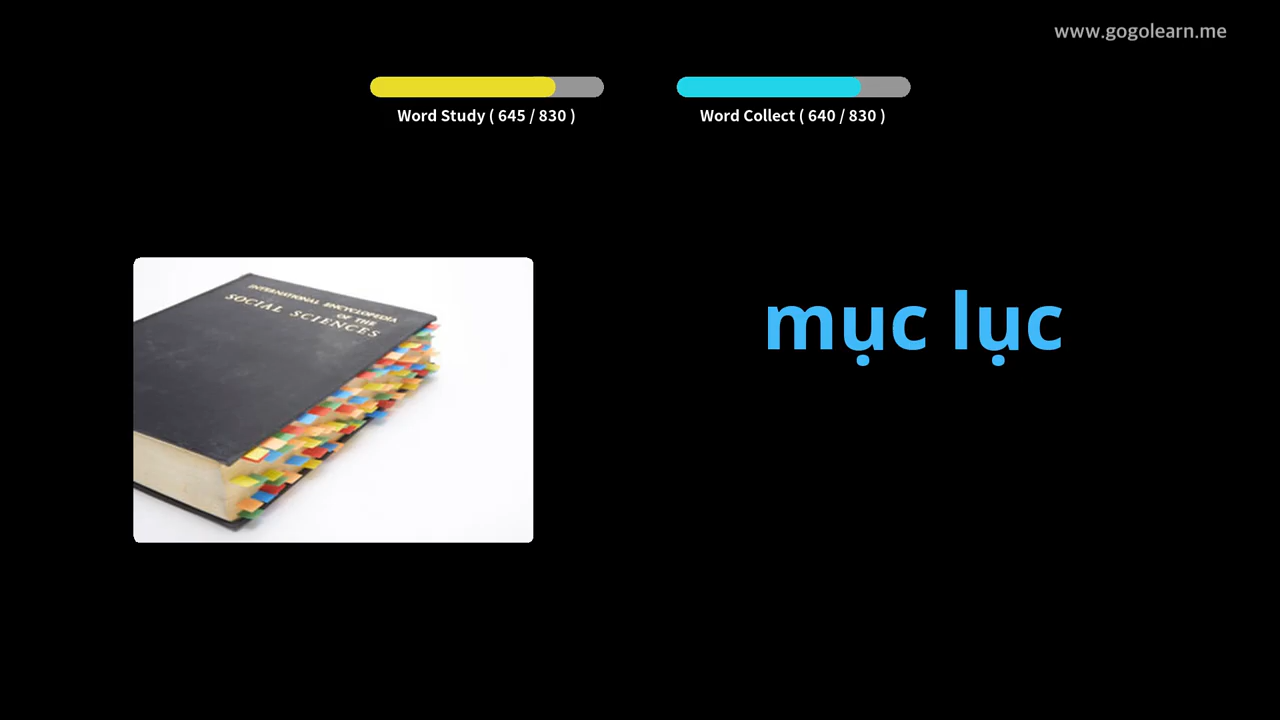 www.gogolearn.me
Word Study ( 645 / 830 )
Word Collect ( 640 / 830 )
INTERNATIONAL ENCYCLOPEDIA
OF THE
SOCIAL SCIENCES
mục lục